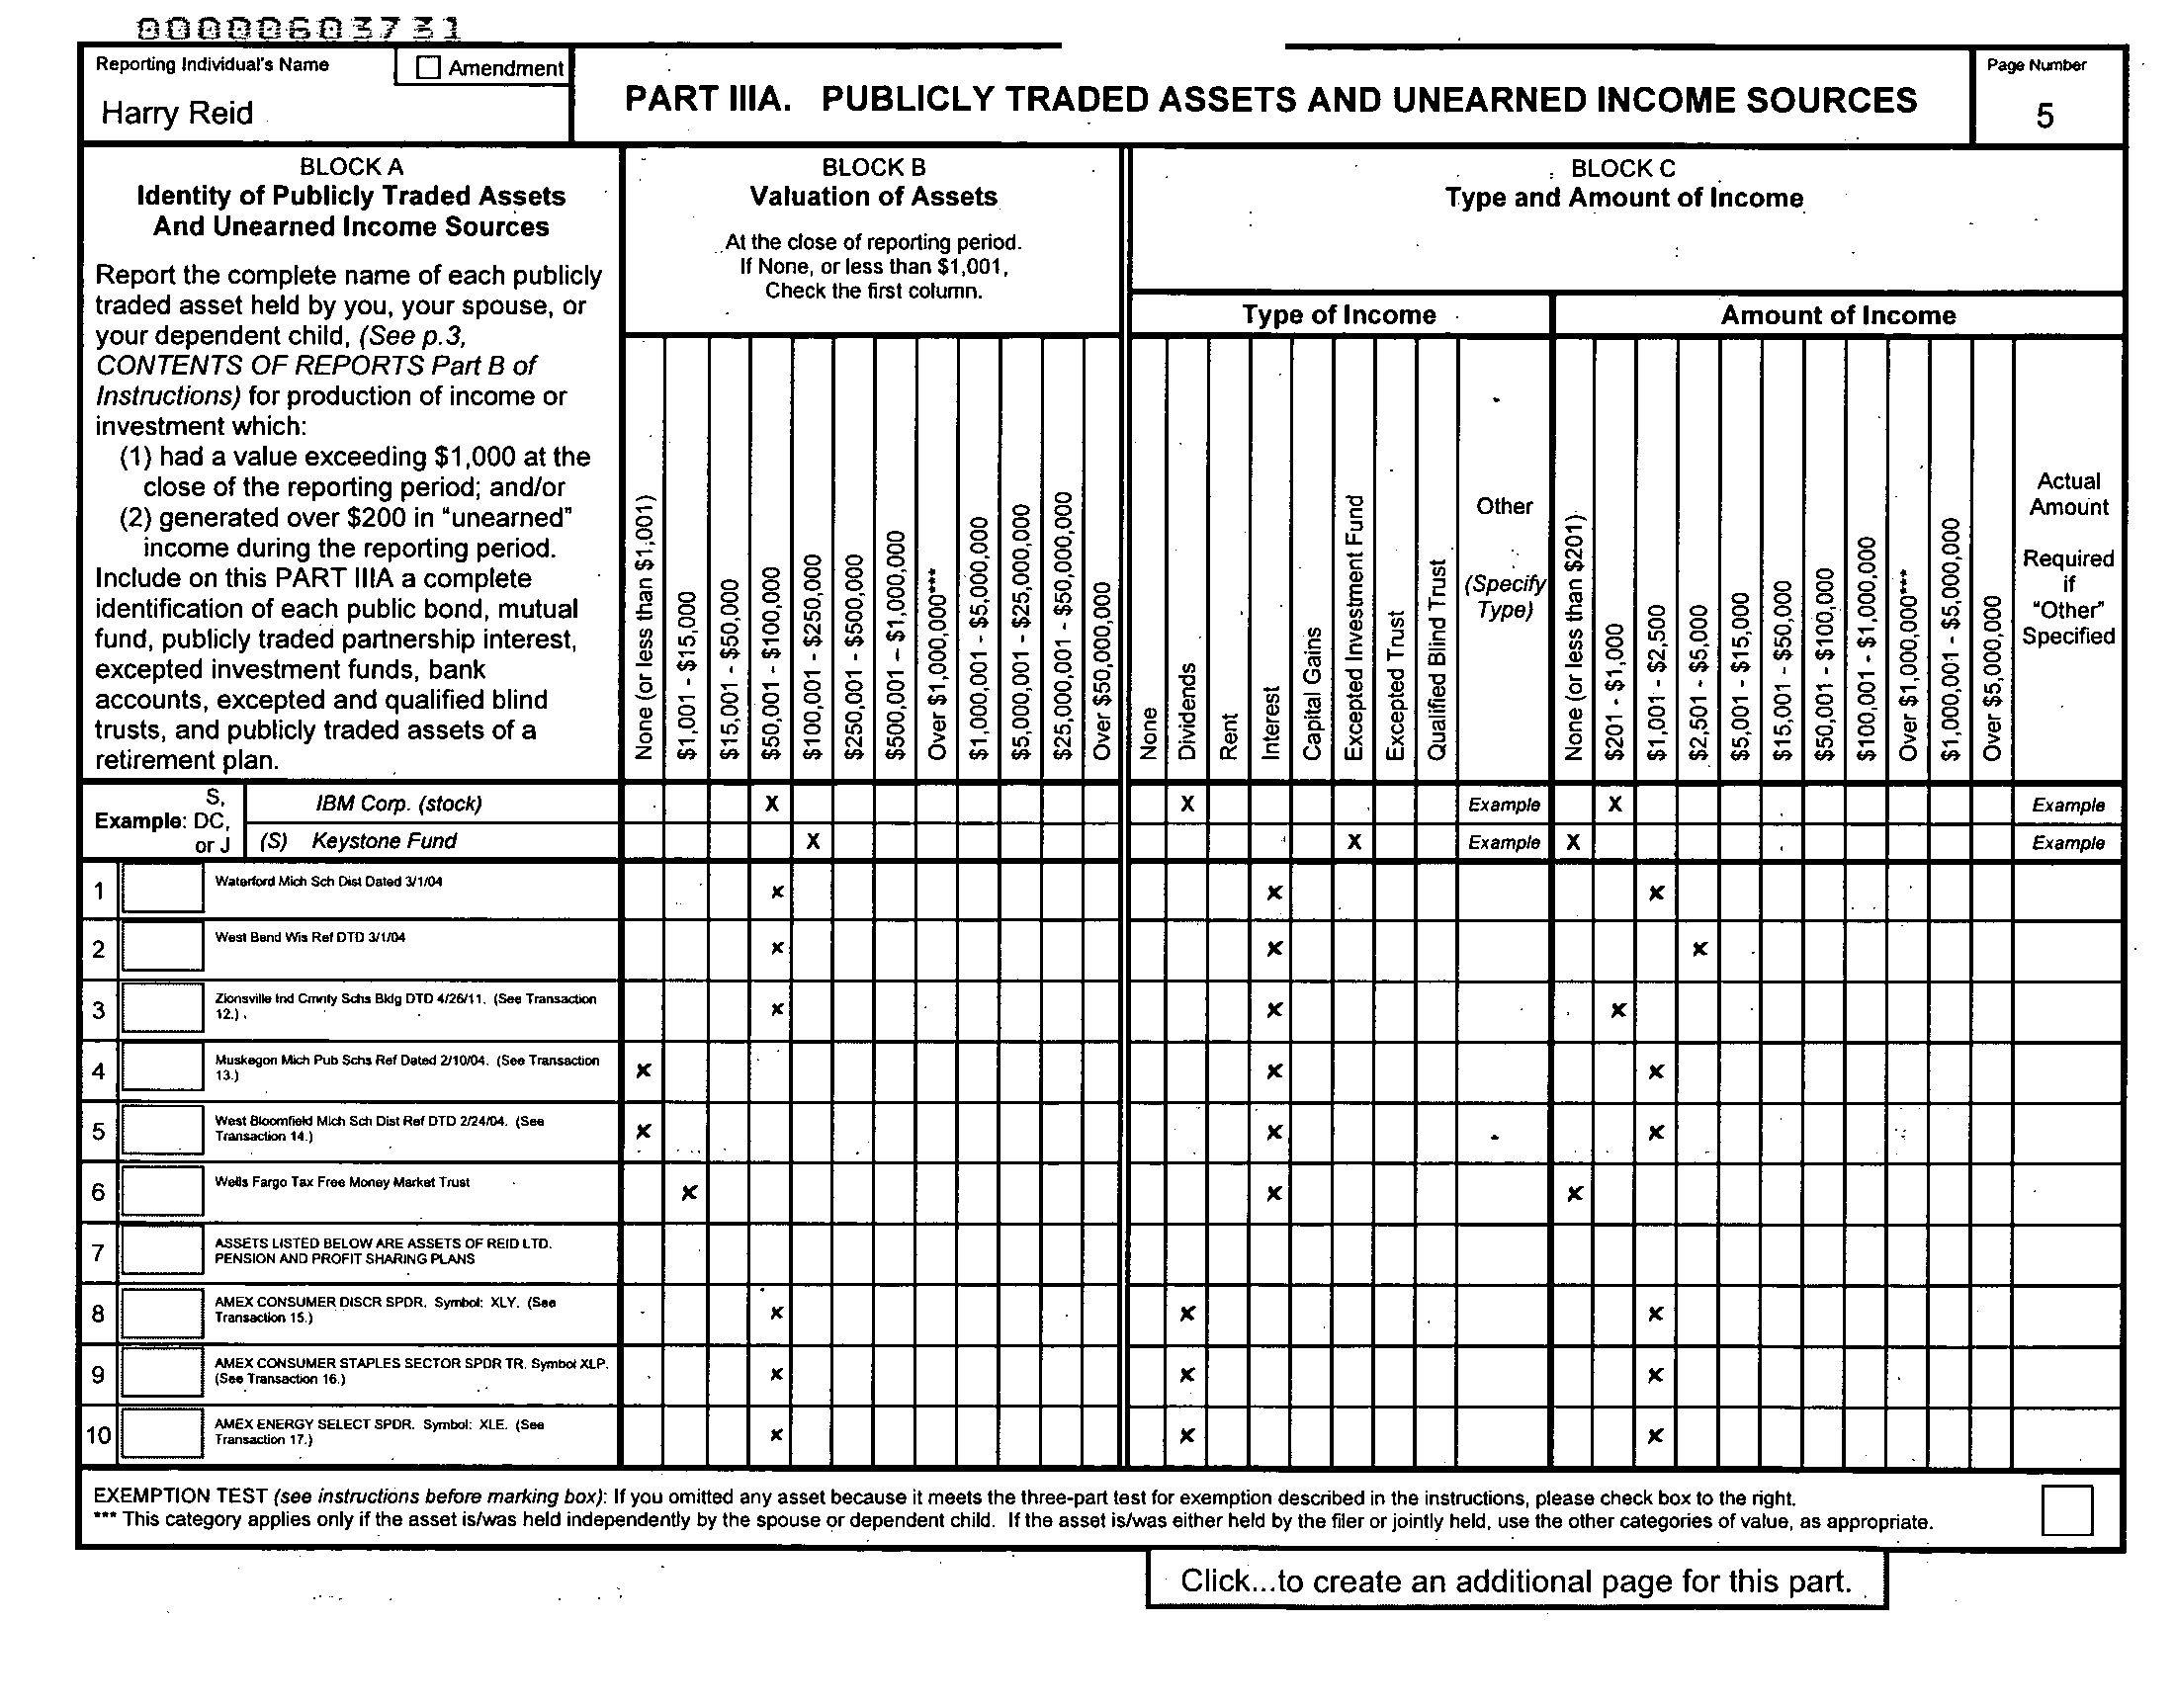 00000603731
Reporting Individual's Name
Amendment
Harry Reid
PART IIIA. PUBLICLY TRADED ASSETS AND UNEARNED INCOME SOURCES
Page Number
5
BLOCK A
Identity of Publicly Traded Assets
And Unearned Income Sources
Report the complete name of each publicly
traded asset held by you, your spouse, or
your dependent child, (See p.3,
CONTENTS OF REPORTS Part B of
Instructions) for production of income or
investment which:
(1) had a value exceeding $1,000 at the
close of the reporting period; and/or
(2) generated over $200 in "unearned"
income during the reporting period.
Include on this PART IIIA a complete
identification of each public bond, mutual
fund, publicly traded partnership interest,
excepted investment funds, bank
accounts, excepted and qualified blind
trusts, and publicly traded assets of a
retirement plan.
BLOCK B
Valuation of Assets
At the close of reporting period.
If None, or less than $1,001,
Check the first column.
None (or less than $1,001)
$1,001 - $15,000
$15,001 - $50,000
$50,001 - $100,000
$100,001 - $250,000
$250,001 - $500,000
$500,001 – $1,000,000
Over $1,000,000***
$1,000,001 - $5,000,000
$5,000,001 - $25,000,000
$25,000,001 - $50,000,000
Over $50,000,000
BLOCK C
Type and Amount of Income
Type of Income
None
Dividends
Rent
Interest
Capital Gains
Excepted Investment Fund
Excepted Trust
Qualified Blind Trust
Other
(Specify
Type)
Amount of Income
None (or less than $201)
$201 - $1,000
$1,001 - $2,500
$2,501 - $5,000
$5,001 - $15,000
$15,001 - $50,000
$50,001 - $100,000
$100,001 - $1,000,000
Over $1,000,000***
$1,000,001 - $5,000,000
Over $5,000,000
Actual
Amount
Required
if
"Other"
Specified
Example: S,
DC,
or J
IBM Corp. (stock) X X Example X Example
(S) Keystone Fund X X Example X Example
1 Waterford Mich Sch Dist Dated 3/1/04 x x x
2 West Bend Wis Ref DTD 3/1/04 x x x
3 Zionsville Ind Cmnty Schs Bldg DTD 4/26/11. (See Transaction
12.) x x x
4 Muskegon Mich Pub Schs Ref Dated 2/10/04. (See Transaction
13.) x x x
5 West Bloomfield Mich Sch Dist Ref DTD 2/24/04. (See
Transaction 14.) x x x
6 Wells Fargo Tax Free Money Market Trust x x x
7 ASSETS LISTED BELOW ARE ASSETS OF REID LTD.
PENSION AND PROFIT SHARING PLANS
8 AMEX CONSUMER DISCR SPDR. Symbol: XLY. (See
Transaction 15.) x x x
9 AMEX CONSUMER STAPLES SECTOR SPDR TR. Symbol XLP.
(See Transaction 16.) x x x
10 AMEX ENERGY SELECT SPDR. Symbol: XLE. (See
Transaction 17.) x x x
EXEMPTION TEST (see instructions before marking box): If you omitted any asset because it meets the three-part test for exemption described in the instructions, please check box to the right.
*** This category applies only if the asset is/was held independently by the spouse or dependent child. If the asset is/was either held by the filer or jointly held, use the other categories of value, as appropriate.
Click...to create an additional page for this part.